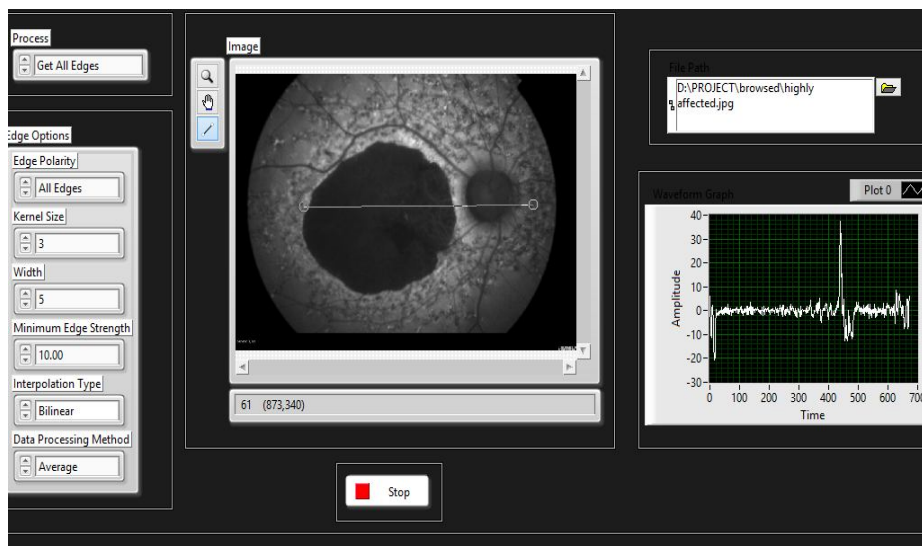 Process
Get All Edges
Edge Options
Edge Polarity
All Edges
Kernel Size
3
Width
5
Minimum Edge Strength
10.00
Interpolation Type
Bilinear
Data Processing Method
Average
Image
61 (873,340)
Stop
File Path
D:\PROJECT\browsed\highly
affected.jpg
Waveform Graph
Plot 0
Amplitude
40
30
20
10
0
-10
-20
-30
0 100 200 300 400 500 600 700
Time